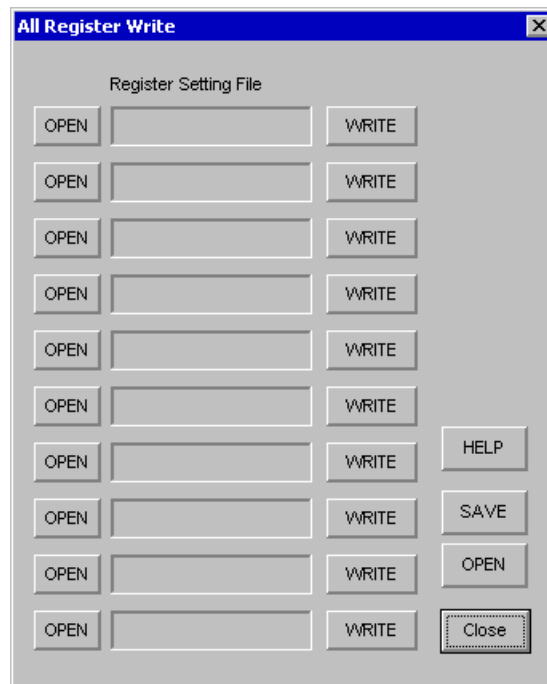 All Register Write
Register Setting File
OPEN WRITE
OPEN WRITE
OPEN WRITE
OPEN WRITE
OPEN WRITE
OPEN WRITE
OPEN WRITE HELP
OPEN WRITE SAVE
OPEN WRITE OPEN
OPEN WRITE Close